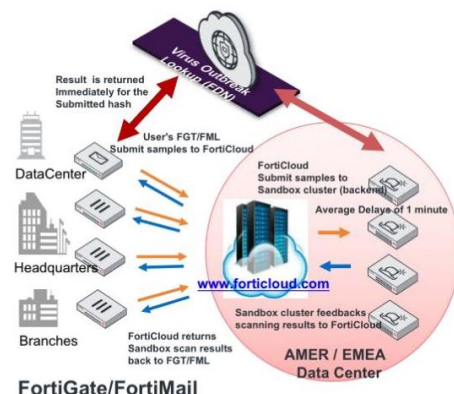 Virus Outbreak
Lookup (FDN)
Result is returned
Immediately for the
Submitted hash
User's FGT/FML
Submit samples to FortiCloud
DataCenter
FortiCloud
Submit samples to
Sandbox cluster (backend)
Average Delays of 1 minute
Headquarters
www.forticloud.com
Sandbox cluster feedbacks
scanning results to FortiCloud
Branches
FortiCloud returns
Sandbox scan results
back to FGT/FML
AMER / EMEA
Data Center
FortiGate/FortiMail